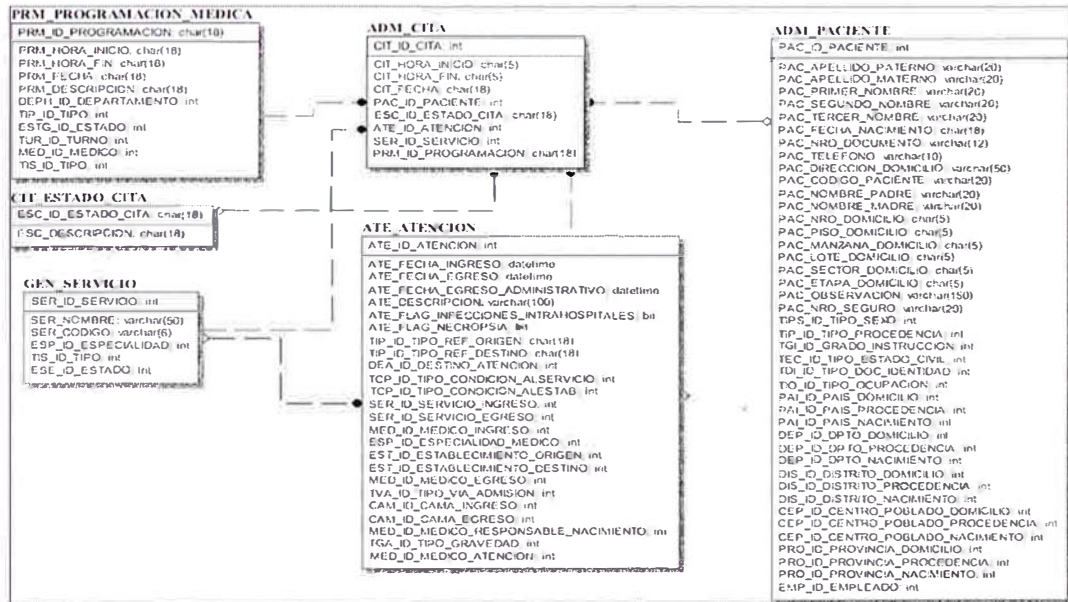 PRM_PROGRAMACION_MEDICA
PRM_ID_PROGRAMACION: char(18)
PRM_HORA_INICIO: char(18)
PRM_HORA_FIN: char(18)
PRM_FECHA: char(18)
PRM_DESCRIPCION: char(18)
DEPH_ID_DEPARTAMENTO: int
TIP_ID_TIPO: int
ESTG_ID_ESTADO: int
TUR_ID_TURNO: int
MED_ID_MEDICO: int
TIS_ID_TIPO: int
CIT_ESTADO_CITA
ESC_ID_ESTADO_CITA: char(18)
ESC_DESCRIPCION: char(18)
GEN_SERVICIO
SER_ID_SERVICIO: int
SER_NOMBRE: varchar(50)
SER_CODIGO: varchar(6)
ESP_ID_ESPECIALIDAD: int
TIS_ID_TIPO: int
ESE_ID_ESTADO: int
ADM_CITA
CIT_ID_CITA: int
CIT_HORA_INICIO: char(5)
CIT_HORA_FIN: char(5)
CIT_FECHA: char(18)
PAC_ID_PACIENTE: int
ESC_ID_ESTADO_CITA: char(18)
ATE_ID_ATENCION: int
SER_ID_SERVICIO: int
PRM_ID_PROGRAMACION: char(18)
ATE_ATENCION
ATE_ID_ATENCION: int
ATE_FECHA_INGRESO: datetime
ATE_FECHA_EGRESO: datetime
ATE_FECHA_EGRESO_ADMINISTRATIVO: datetime
ATE_DESCRIPCION: varchar(100)
ATE_FLAG_INFECCIONES_INTRAHOSPITALES: bit
ATE_FLAG_NECROPSIA: bit
TIP_ID_TIPO_REF_ORIGEN: char(18)
TIP_ID_TIPO_REF_DESTINO: char(18)
DEA_ID_DESTINO_ATENCION: int
TCP_ID_TIPO_CONDICION_ALSERVICIO: int
TCP_ID_TIPO_CONDICION_ALESTAB: int
SER_ID_SERVICIO_INGRESO: int
SER_ID_SERVICIO_EGRESO: int
MED_ID_MEDICO_INGRESO: int
ESP_ID_ESPECIALIDAD_MEDICO: int
EST_ID_ESTABLECIMIENTO_ORIGEN: int
EST_ID_ESTABLECIMIENTO_DESTINO: int
MED_ID_MEDICO_EGRESO: int
TVA_ID_TIPO_VIA_ADMISION: int
CAM_ID_CAMA_INGRESO: int
CAM_ID_CAMA_EGRESO: int
MED_ID_MEDICO_RESPONSABLE_NACIMIENTO: int
TGA_ID_TIPO_GRAVEDAD: int
MED_ID_MEDICO_ATENCION: int
ADM_PACIENTE
PAC_ID_PACIENTE: int
PAC_APELLIDO_PATERNO: varchar(20)
PAC_APELLIDO_MATERNO: varchar(20)
PAC_PRIMER_NOMBRE: varchar(20)
PAC_SEGUNDO_NOMBRE: varchar(20)
PAC_TERCER_NOMBRE: varchar(20)
PAC_FECHA_NACIMIENTO: char(18)
PAC_NRO_DOCUMENTO: varchar(12)
PAC_TELEFONO: varchar(10)
PAC_DIRECCION_DOMICILIO: varchar(50)
PAC_CODIGO_PACIENTE: varchar(20)
PAC_NOMBRE_PADRE: varchar(20)
PAC_NOMBRE_MADRE: varchar(20)
PAC_NRO_DOMICILIO: char(5)
PAC_PISO_DOMICILIO: char(5)
PAC_MANZANA_DOMICILIO: char(5)
PAC_LOTE_DOMICILIO: char(5)
PAC_SECTOR_DOMICILIO: char(5)
PAC_ETAPA_DOMICILIO: char(5)
PAC_OBSERVACION: varchar(150)
PAC_NRO_SEGURO: varchar(20)
TIPS_ID_TIPO_SEXO: int
TIP_ID_TIPO_PROCEDENCIA: int
TGI_ID_GRADO_INSTRUCCION: int
TEC_ID_TIPO_ESTADO_CIVIL: int
TDI_ID_TIPO_DOC_IDENTIDAD: int
TIO_ID_TIPO_OCUPACION: int
PAI_ID_PAIS_DOMICILIO: int
PAI_ID_PAIS_PROCEDENCIA: int
PAI_ID_PAIS_NACIMIENTO: int
DEP_ID_DPTO_DOMICILIO: int
DEP_ID_DPTO_PROCEDENCIA: int
DEP_ID_DPTO_NACIMIENTO: int
DIS_ID_DISTRITO_DOMICILIO: int
DIS_ID_DISTRITO_PROCEDENCIA: int
DIS_ID_DISTRITO_NACIMIENTO: int
CEP_ID_CENTRO_POBLADO_DOMICILIO: int
CEP_ID_CENTRO_POBLADO_PROCEDENCIA: int
CEP_ID_CENTRO_POBLADO_NACIMIENTO: int
PRO_ID_PROVINCIA_DOMICILIO: int
PRO_ID_PROVINCIA_PROCEDENCIA: int
PRO_ID_PROVINCIA_NACIMIENTO: int
EMP_ID_EMPLEADO: int